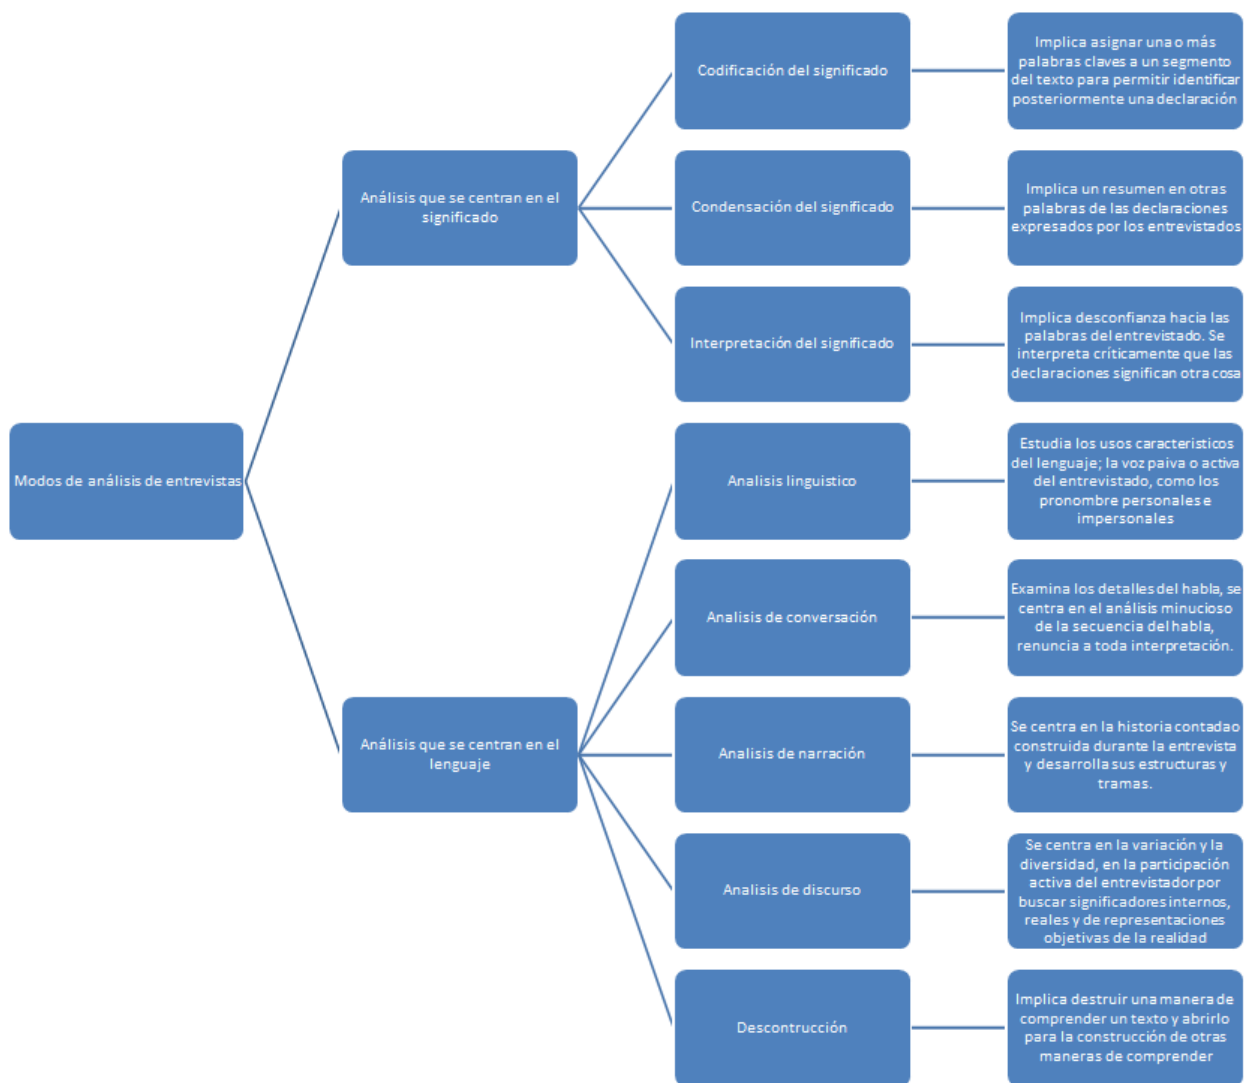 Modos de análisis de entrevistas
Análisis que se centran en el
significado
Codificación del significado
Implica asignar una o más
palabras claves a un segmento
del texto para permitir identificar
posteriormente una declaración
Condensación del significado
Implica un resumen en otras
palabras de las declaraciones
expresados por los entrevistados
Interpretación del significado
Implica desconfianza hacia las
palabras del entrevistado. Se
interpreta críticamente que las
declaraciones significan otra cosa
Análisis que se centran en el
lenguaje
Analisis linguistico
Estudia los usos caracteristicos
del lenguaje; la voz paiva o activa
del entrevistado, como los
pronombre personales e
impersonales
Analisis de conversación
Examina los detalles del habla, se
centra en el análisis minucioso
de la secuencia del habla,
renuncia a toda interpretación.
Analisis de narración
Se centra en la historia contadao
construida durante la entrevista
y desarrolla sus estructuras y
tramas.
Analisis de discurso
Se centra en la variación y la
diversidad, en la participación
activa del entrevistador por
buscar significadores internos,
reales y de representaciones
objetivas de la realidad
Descontrucción
Implica destruir una manera de
comprender un texto y abrirlo
para la construcción de otras
maneras de comprender